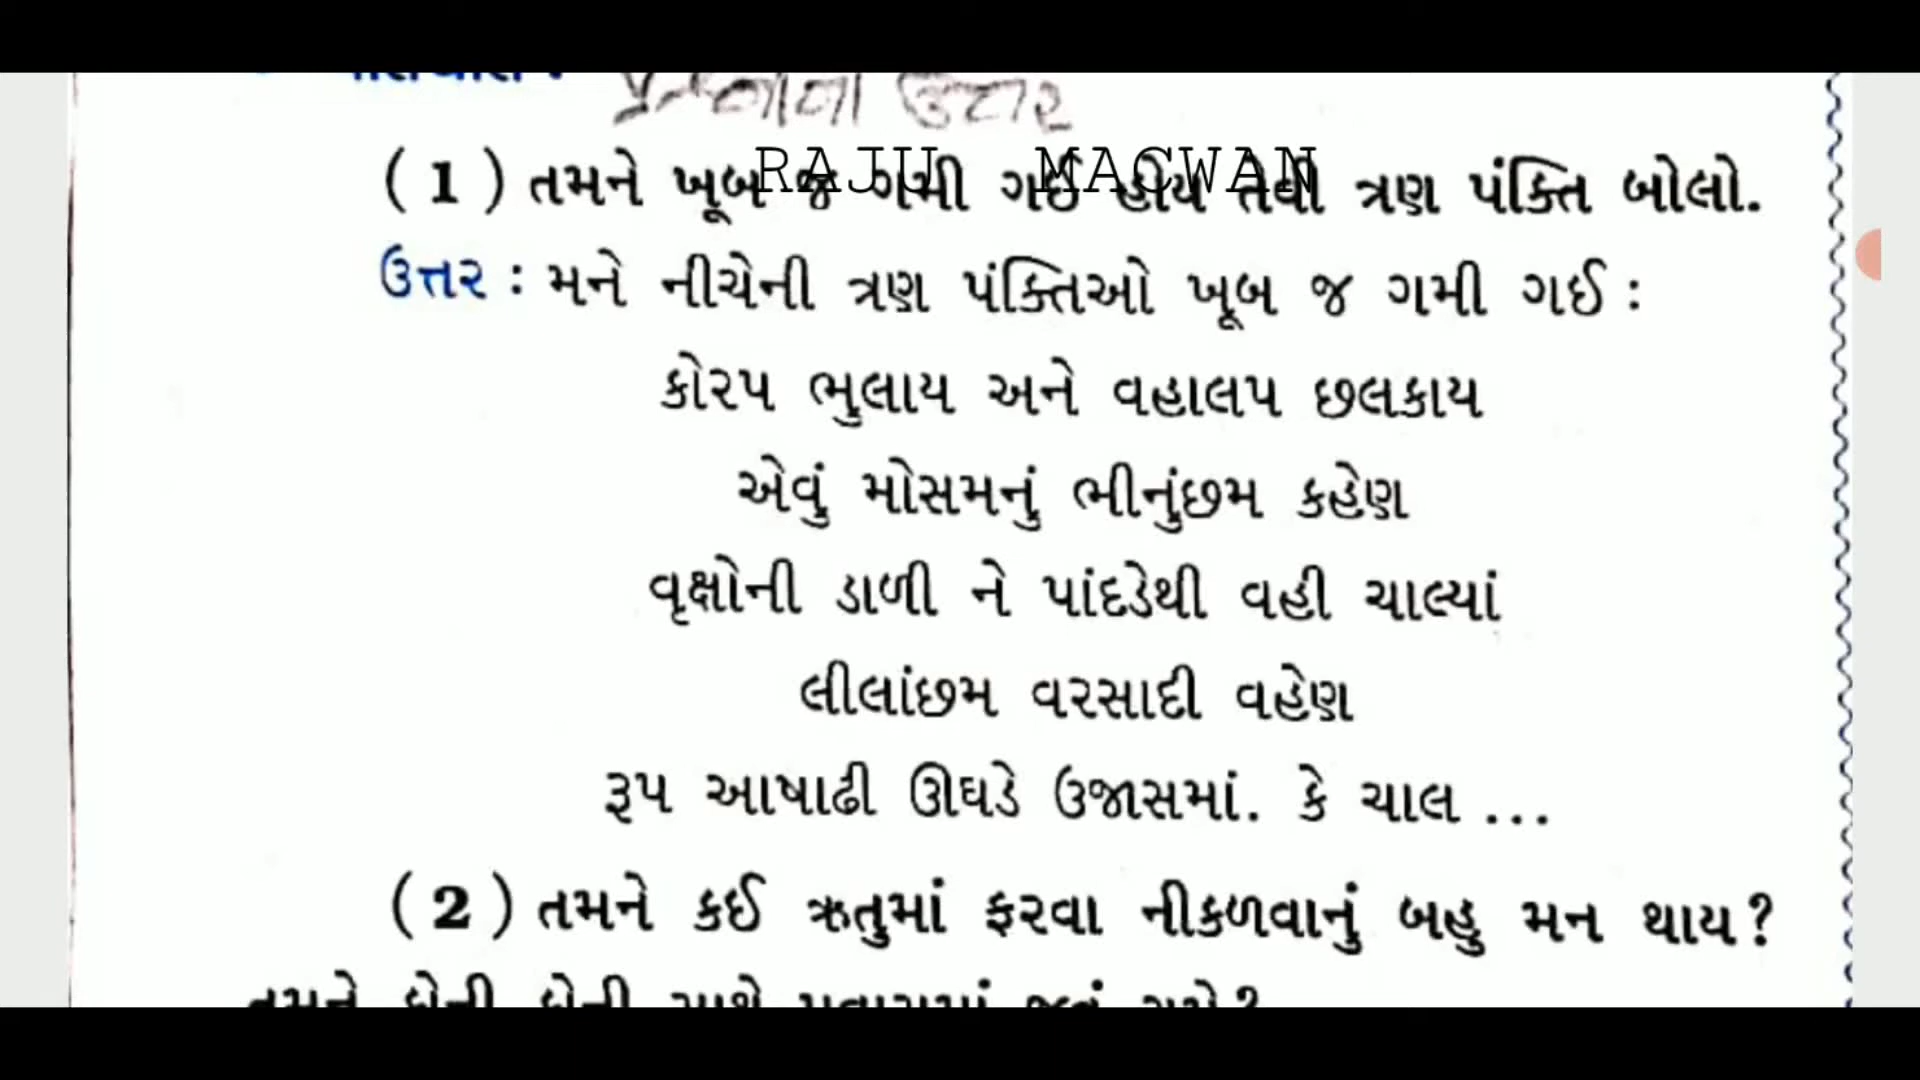 પ્રશ્નોના ઉત્તર
RAJU MACWAN
( 1 ) તમને ખૂબ જ ગમી ગઈ હોય તેવી ત્રણ પંક્તિ બોલો.
ઉત્તર : મને નીચેની ત્રણ પંક્તિઓ ખૂબ જ ગમી ગઈ :
કોરપ ભુલાય અને વહાલપ છલકાય
એવું મોસમનું ભીનુંછમ કહેણ
વૃક્ષોની ડાળી ને પાંદડેથી વહી ચાલ્યાં
લીલાંછમ વરસાદી વહેણ
રૂપ આષાઢી ઊઘડે ઉજાસમાં. કે ચાલ ...
( 2 ) તમને કઈ ઋતુમાં ફરવા નીકળવાનું બહુ મન થાય ?